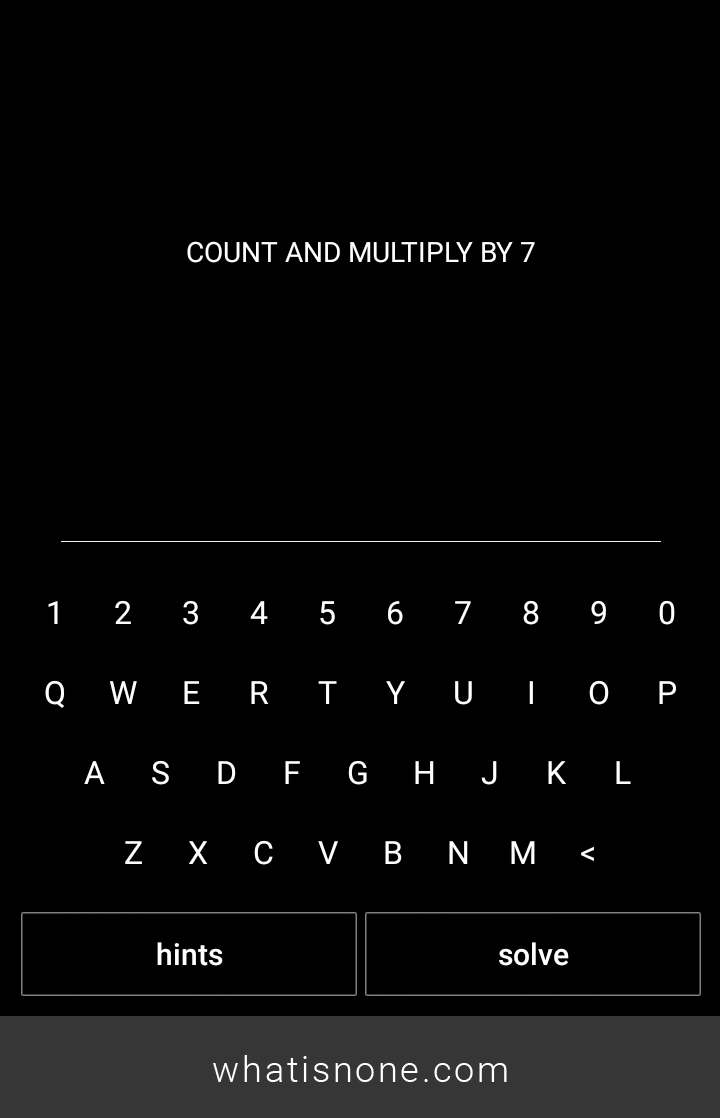 COUNT AND MULTIPLY BY 7
1 2 3 4 5 6 7 8 9 0
Q W E R T Y U I O P
A S D F G H J K L
Z X C V B N M <
hints solve
whatisnone.com